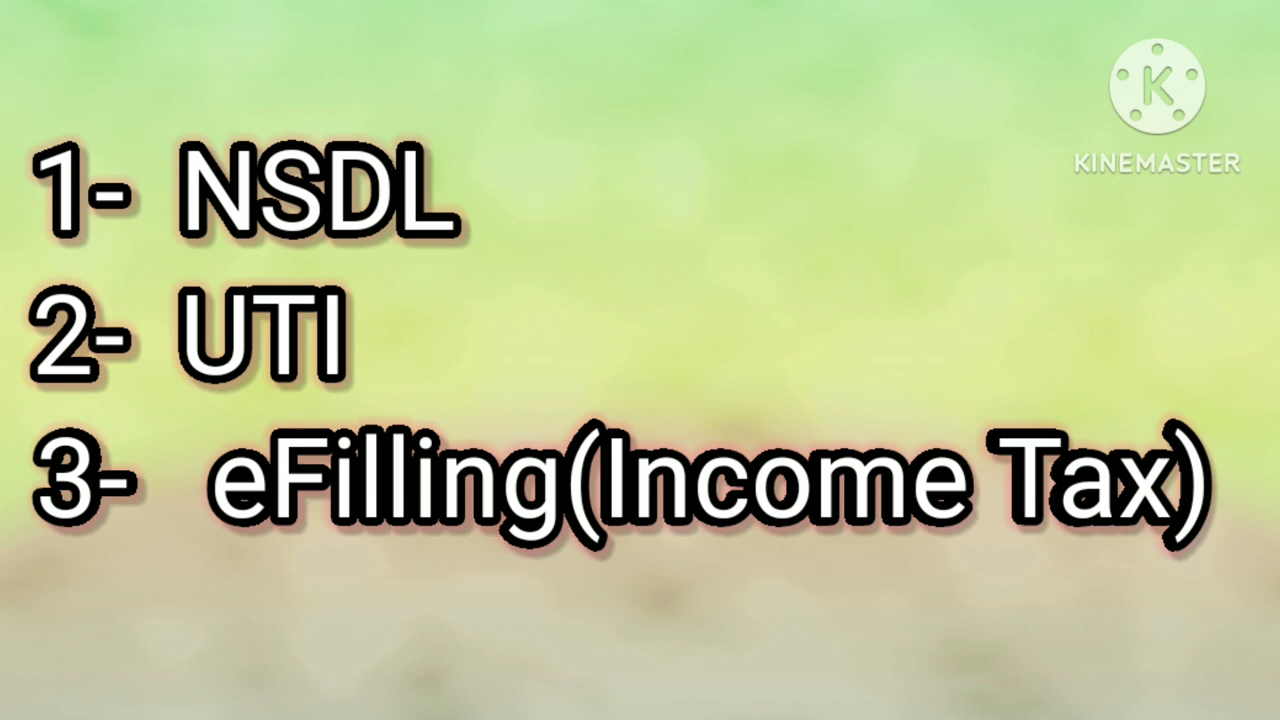 KINEMASTER
1- NSDL
2- UTI
3- eFilling(Income Tax)